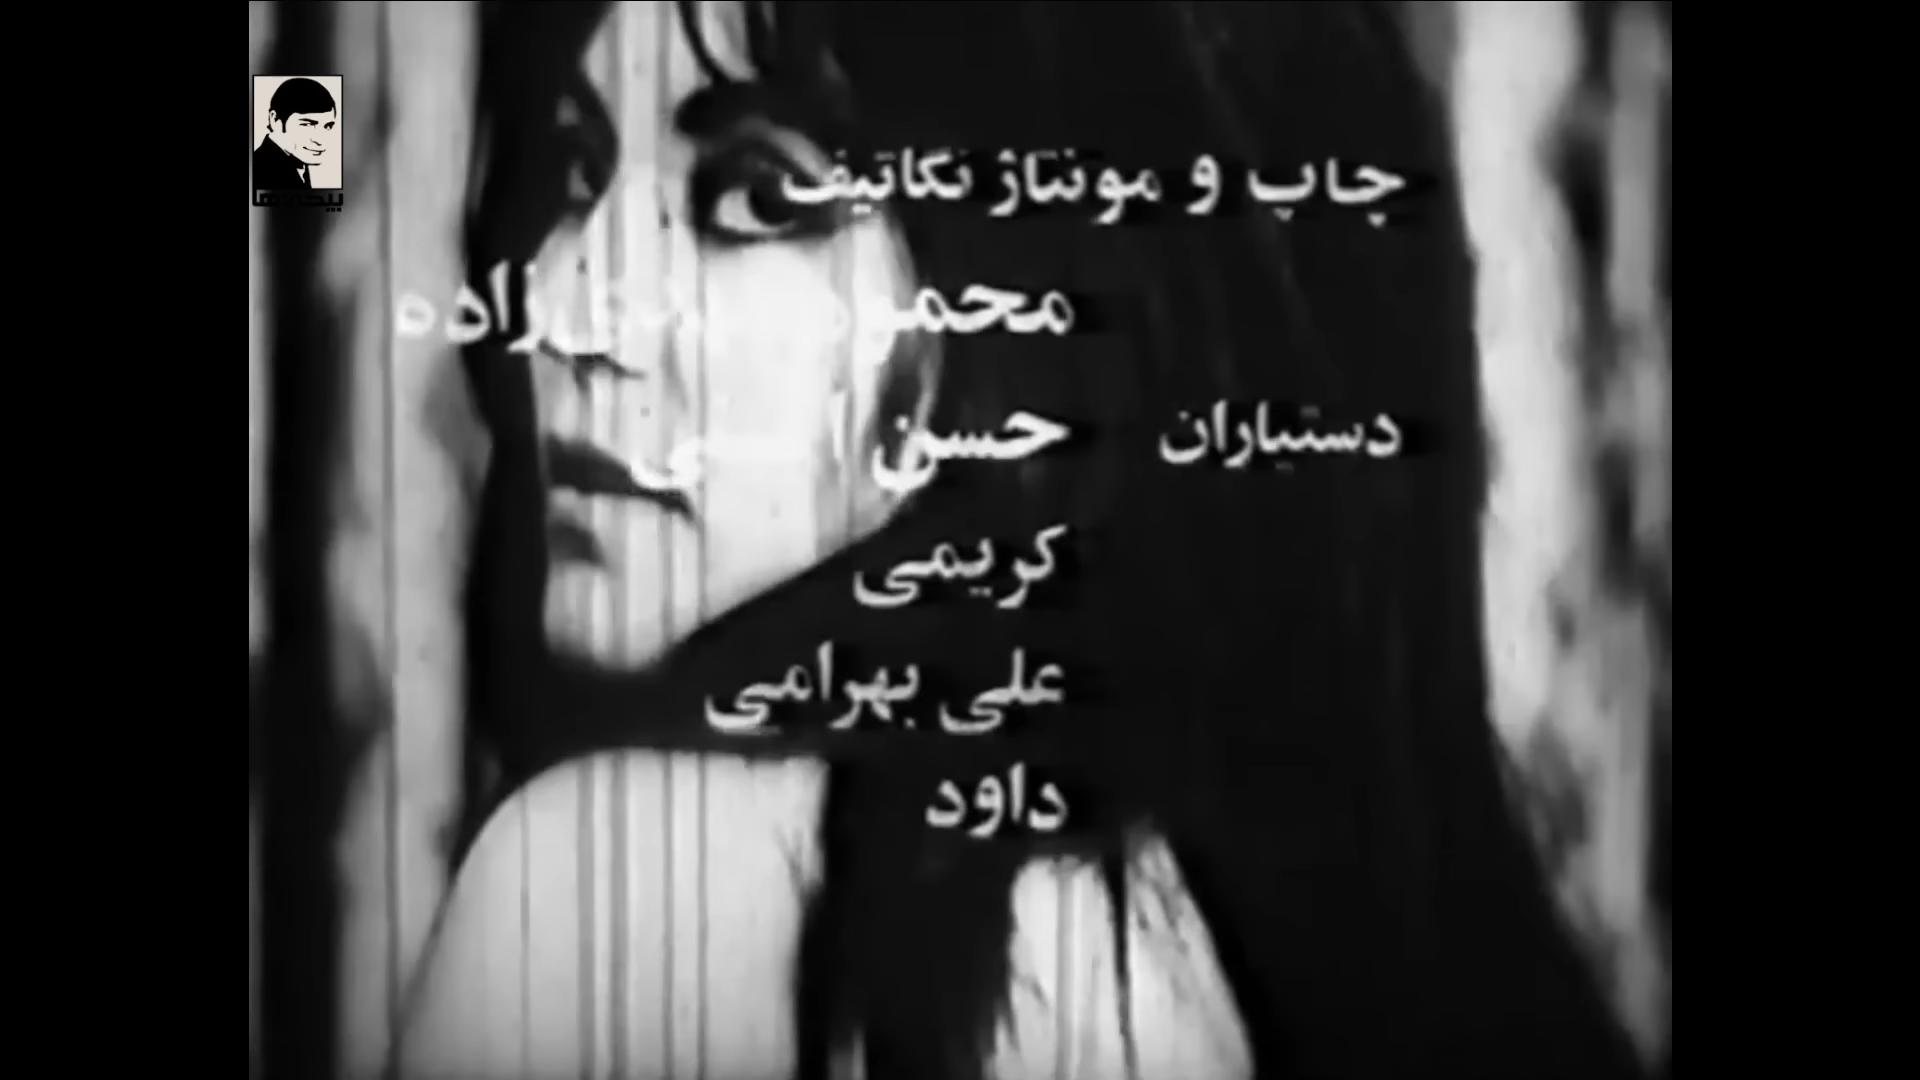 چاپ و مونتاژ نگاتیف
محمود
دستیاران حسن
کریمی
علی بهرامی
داود